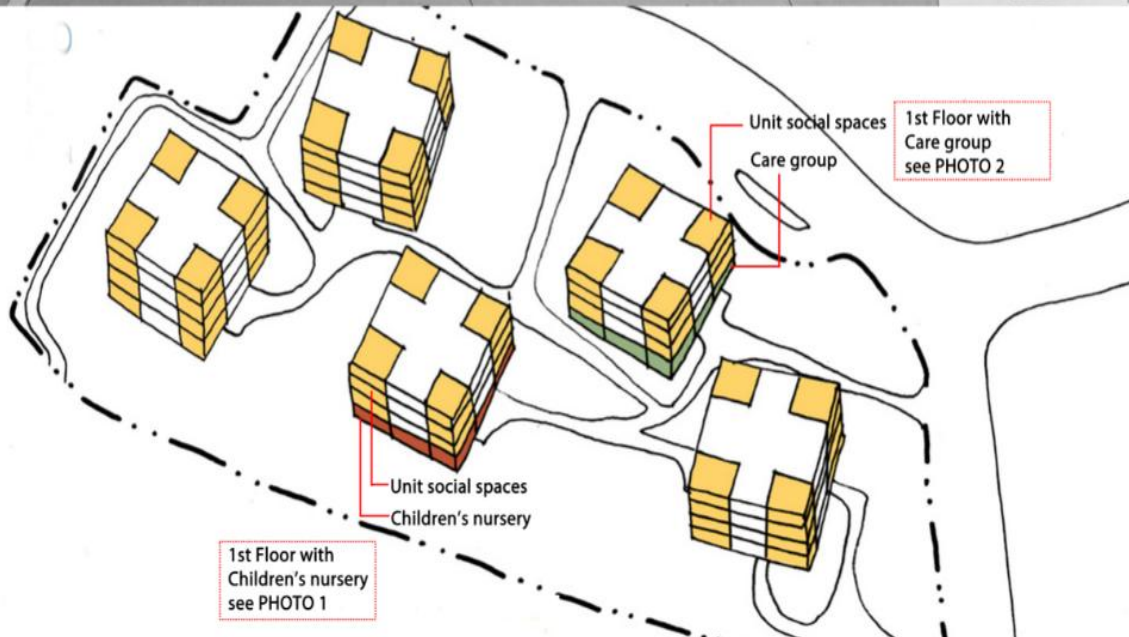 Unit social spaces
Care group
1st Floor with
Care group
see PHOTO 2
Unit social spaces
Children's nursery
1st Floor with
Children's nursery
see PHOTO 1